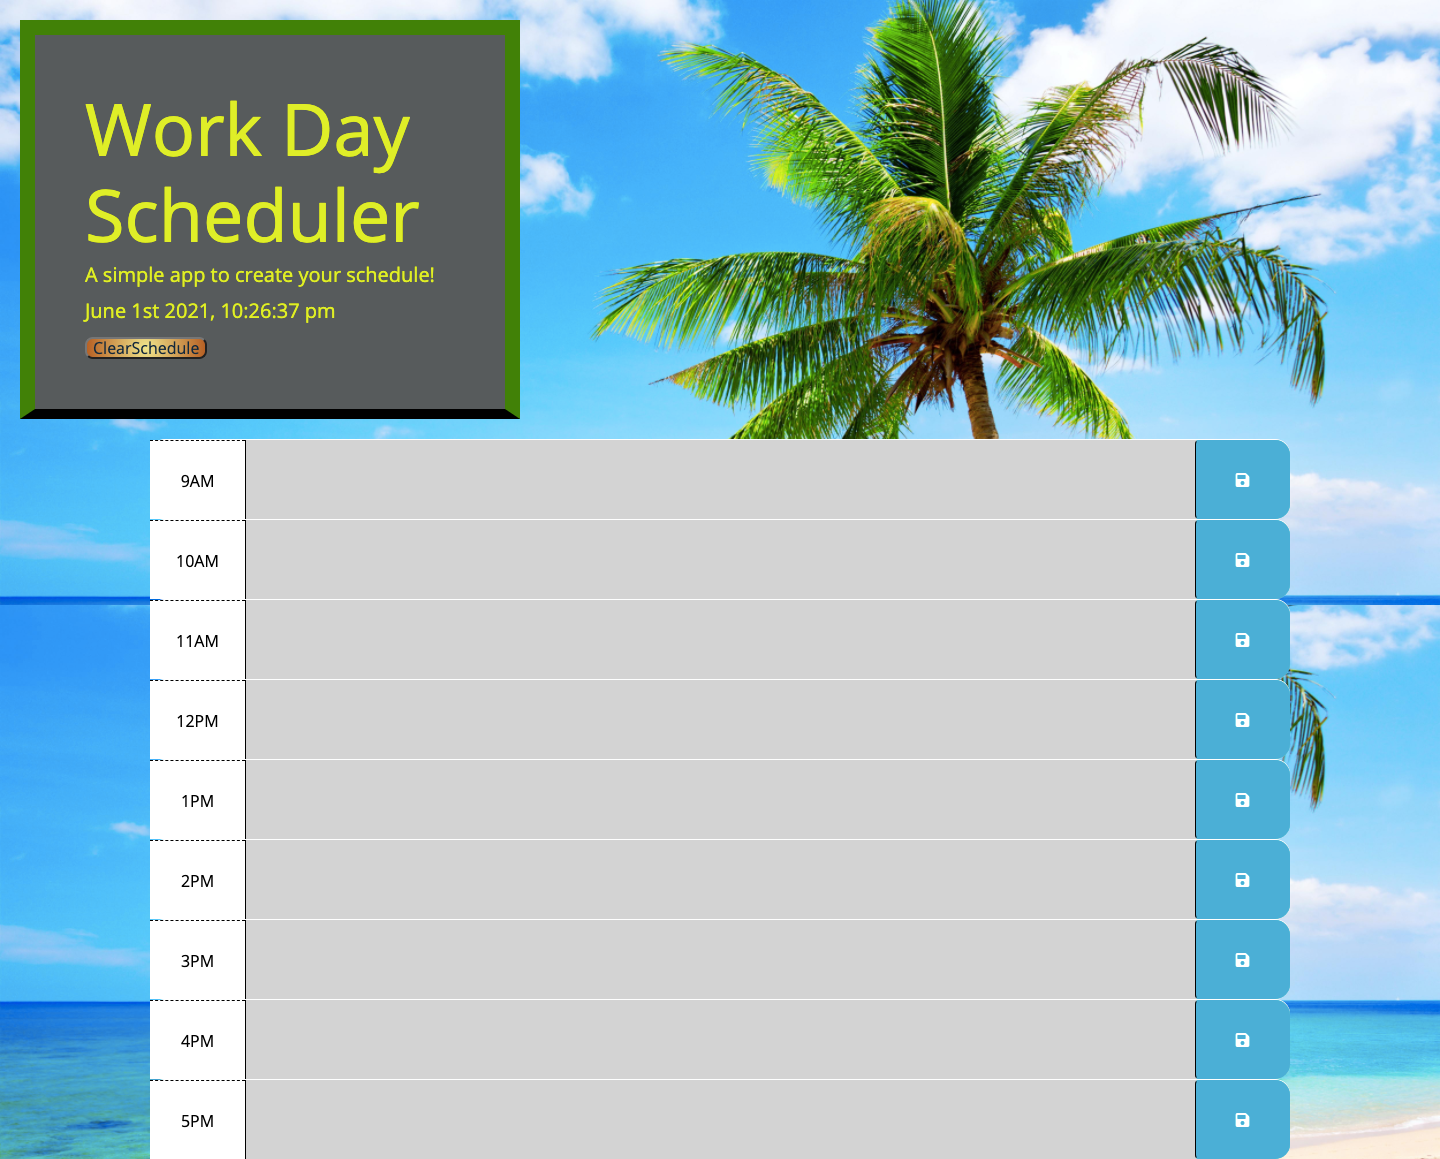 Work Day
Scheduler
A simple app to create your schedule!
June 1st 2021, 10:26:37 pm
ClearSchedule
9AM
10AM
11AM
12PM
1PM
2PM
3PM
4PM
5PM